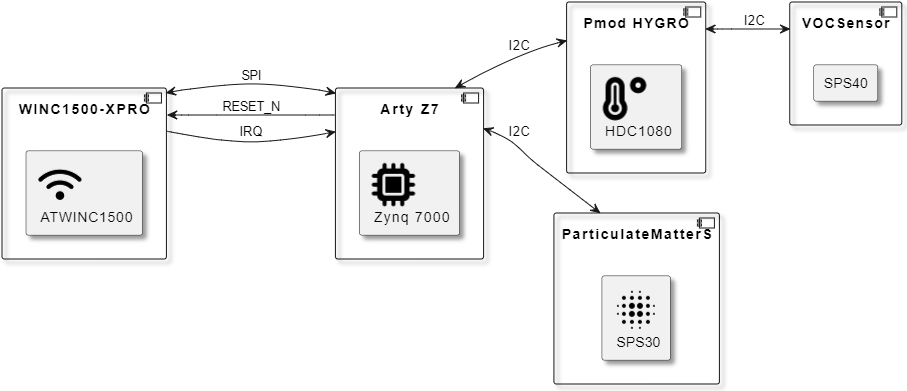 WINC1500-XPRO
ATWINC1500
SPI
RESET_N
IRQ
Arty Z7
Zynq 7000
I2C
I2C
Pmod HYGRO
HDC1080
I2C
VOCSensor
SPS40
ParticulateMatterS
SPS30